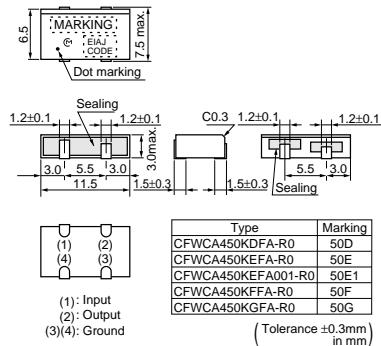 MARKING
EIAJ
CODE
6.5
7.5 max.
Dot marking
Sealing
1.2±0.1
1.2±0.1
C0.3
1.2±0.1
1.2±0.1
3.0max.
3.0
5.5
3.0
11.5
1.5±0.3
1.5±0.3
5.5
3.0
Sealing
(1)
(2)
(4)
(3)
(1): Input
(2): Output
(3)(4): Ground
Type Marking
CFWCA450KDFA-R0 50D
CFWCA450KEFA-R0 50E
CFWCA450KEFA001-R0 50E1
CFWCA450KFFA-R0 50F
CFWCA450KGFA-R0 50G
(Tolerance ±0.3mm
in mm)